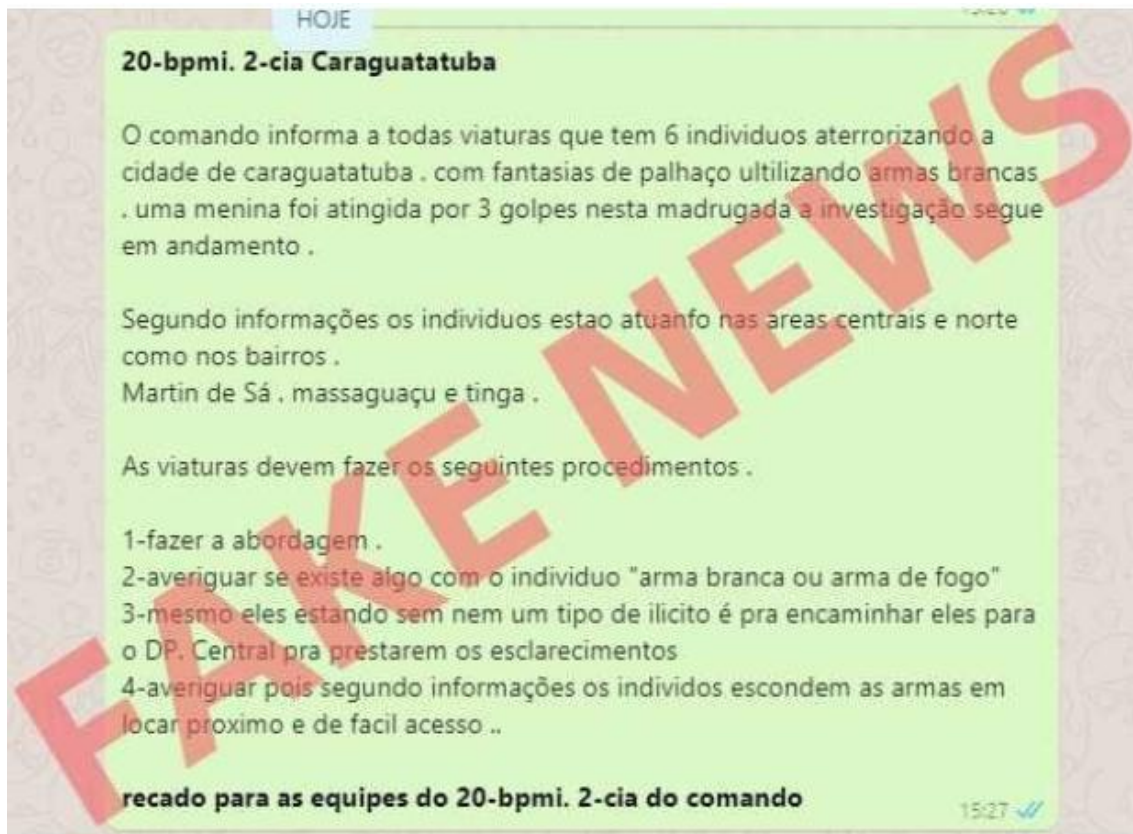 HOJE
20-bpmi. 2-cia Caraguatatuba
O comando informa a todas viaturas que tem 6 individuos aterrorizando a
cidade de caraguatatuba . com fantasias de palhaço ultilizando armas brancas
. uma menina foi atingida por 3 golpes nesta madrugada a investigação segue
em andamento .
Segundo informações os individuos estao atuanfo nas areas centrais e norte
como nos bairros .
Martin de Sá . massaguaçu e tinga .
As viaturas devem fazer os seguintes procedimentos .
1-fazer a abordagem .
2-averiguar se existe algo com o individuo "arma branca ou arma de fogo"
3-mesmo eles estando sem nem um tipo de ilicito é pra encaminhar eles para
o DP. Central pra prestarem os esclarecimentos
4-averiguar pois segundo informações os individos escondem as armas em
locar proximo e de facil acesso ..
recado para as equipes do 20-bpmi. 2-cia do comando
15:27
FAKE NEWS